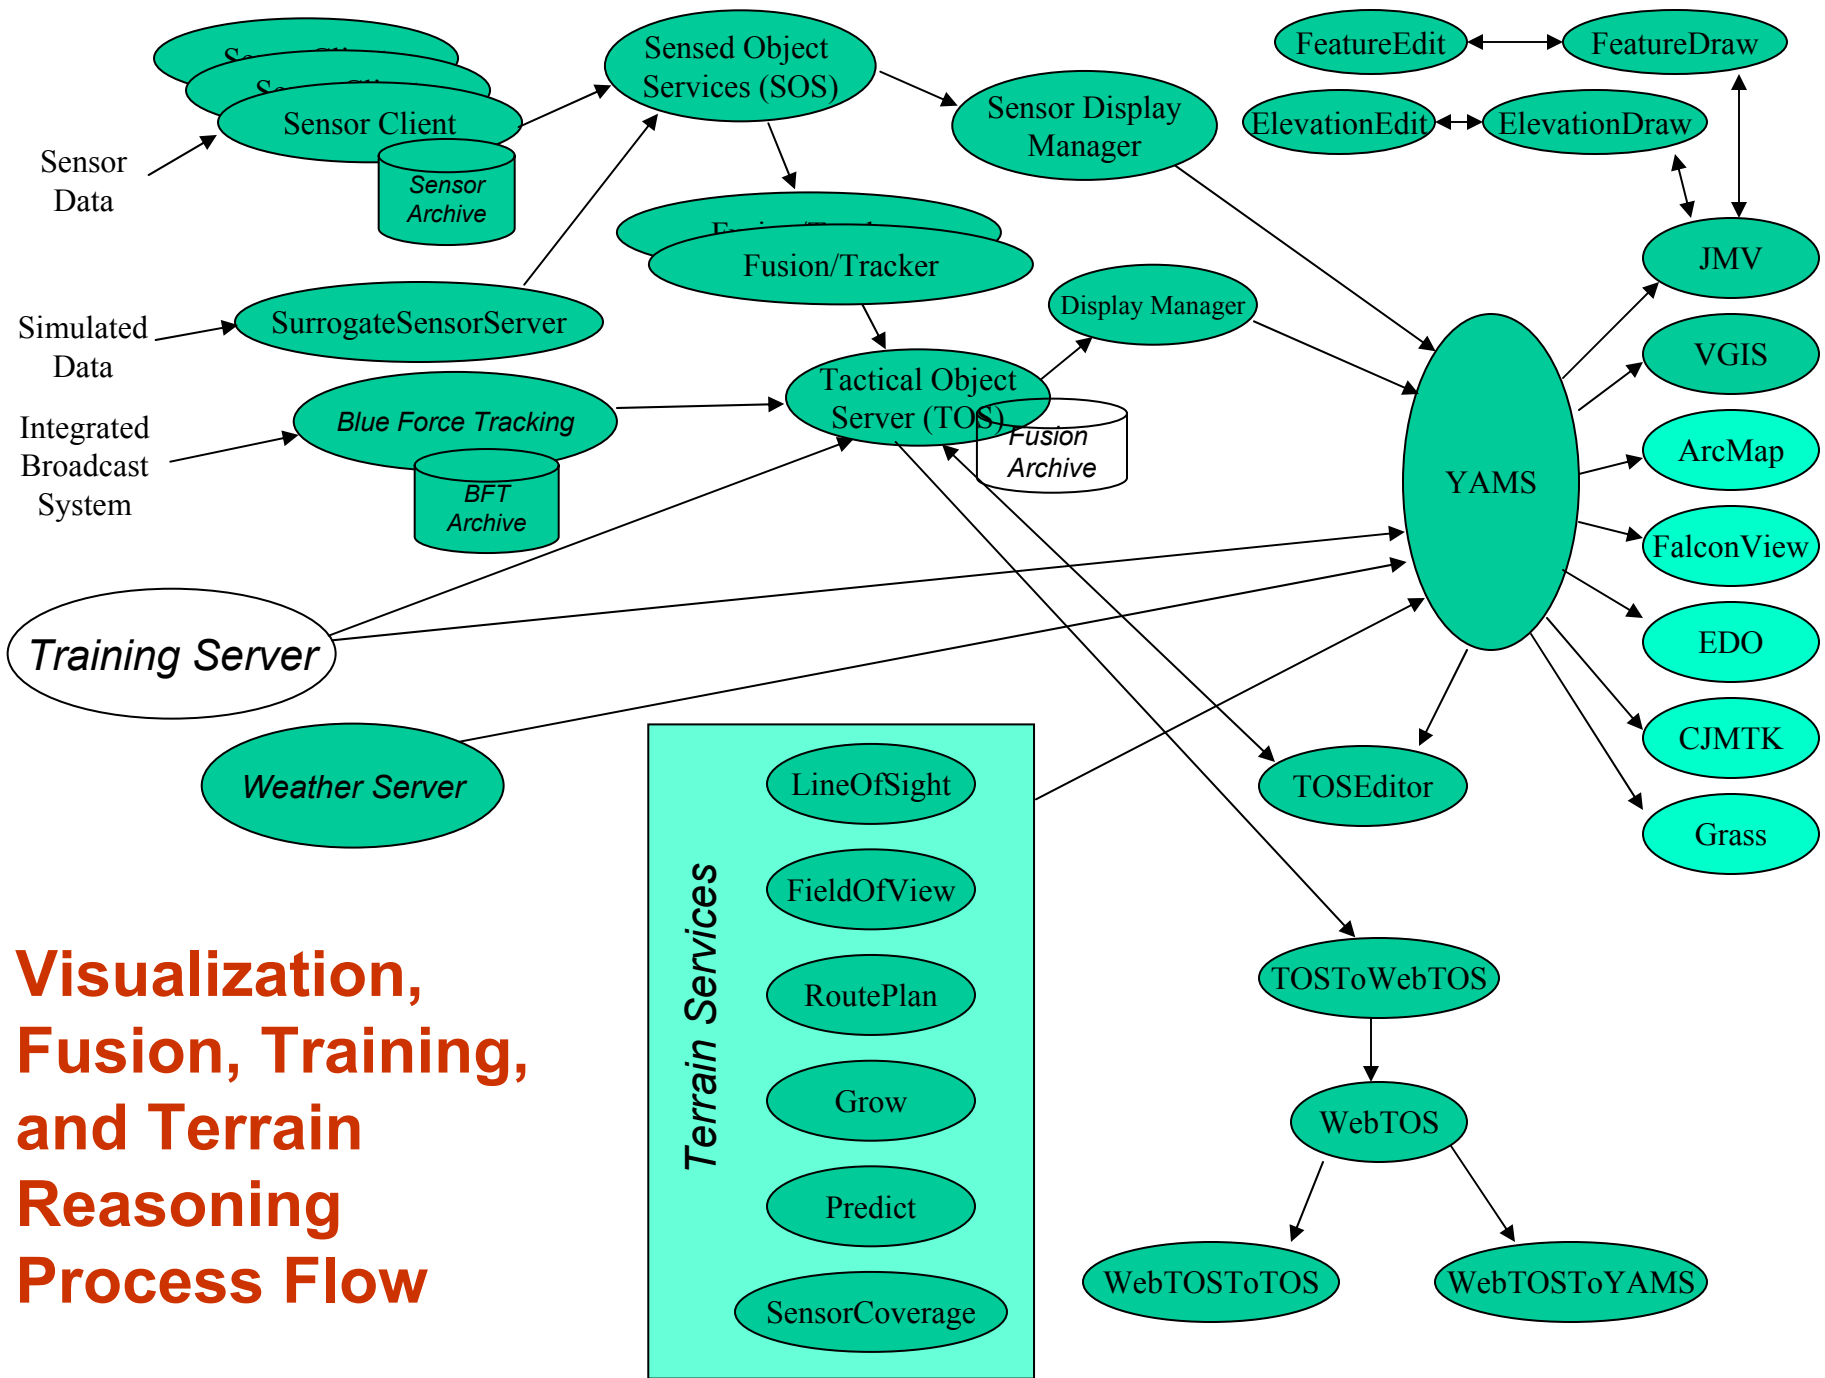 Sensor Client
Sensor
Archive
Sensor
Data
Sensed Object
Services (SOS)
Sensor Display
Manager
FeatureEdit
FeatureDraw
ElevationEdit
ElevationDraw
Fusion/Tracker
JMV
Simulated
Data
SurrogateSensorServer
Display Manager
VGIS
Integrated
Broadcast
System
Blue Force Tracking
BFT
Archive
Tactical Object
Server (TOS)
Fusion
Archive
YAMS
ArcMap
FalconView
EDO
CJMTK
Grass
Training Server
Weather Server
Terrain Services
LineOfSight
FieldOfView
RoutePlan
Grow
Predict
SensorCoverage
TOSEditor
TOSToWebTOS
WebTOS
WebTOSToTOS
WebTOSToYAMS
Visualization,
Fusion, Training,
and Terrain
Reasoning
Process Flow